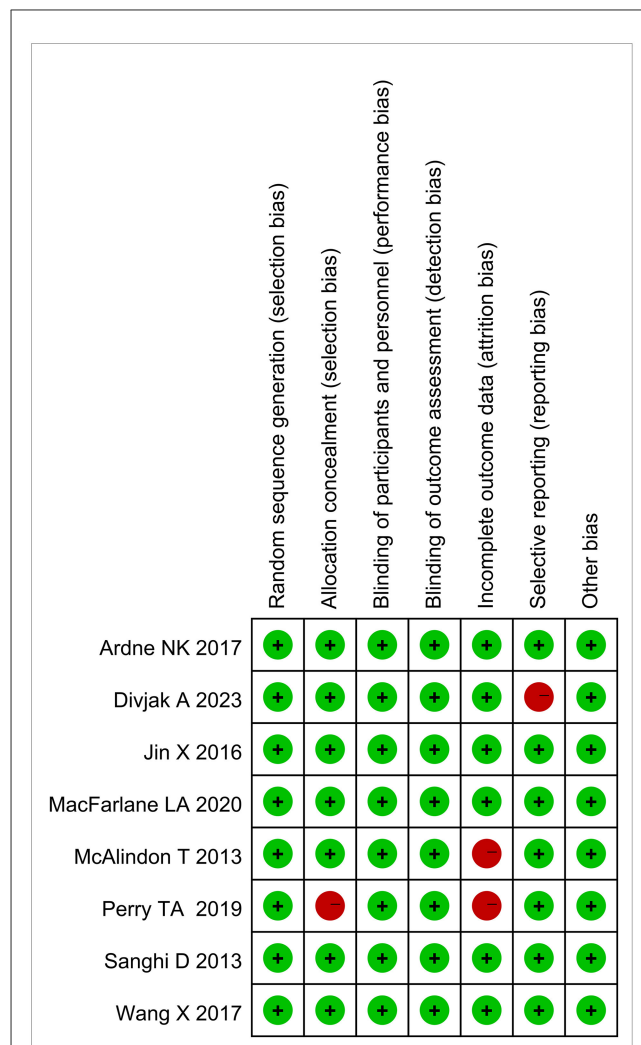 Random sequence generation (selection bias)
Allocation concealment (selection bias)
Blinding of participants and personnel (performance bias)
Blinding of outcome assessment (detection bias)
Incomplete outcome data (attrition bias)
Selective reporting (reporting bias)
Other bias
Ardne NK 2017 + + + + + + +
Divjak A 2023 + + + + + - +
Jin X 2016 + + + + + + +
MacFarlane LA 2020 + + + + + + +
McAlindon T 2013 + + + + - + +
Perry TA 2019 + - + + - + +
Sanghi D 2013 + + + + + + +
Wang X 2017 + + + + + + +